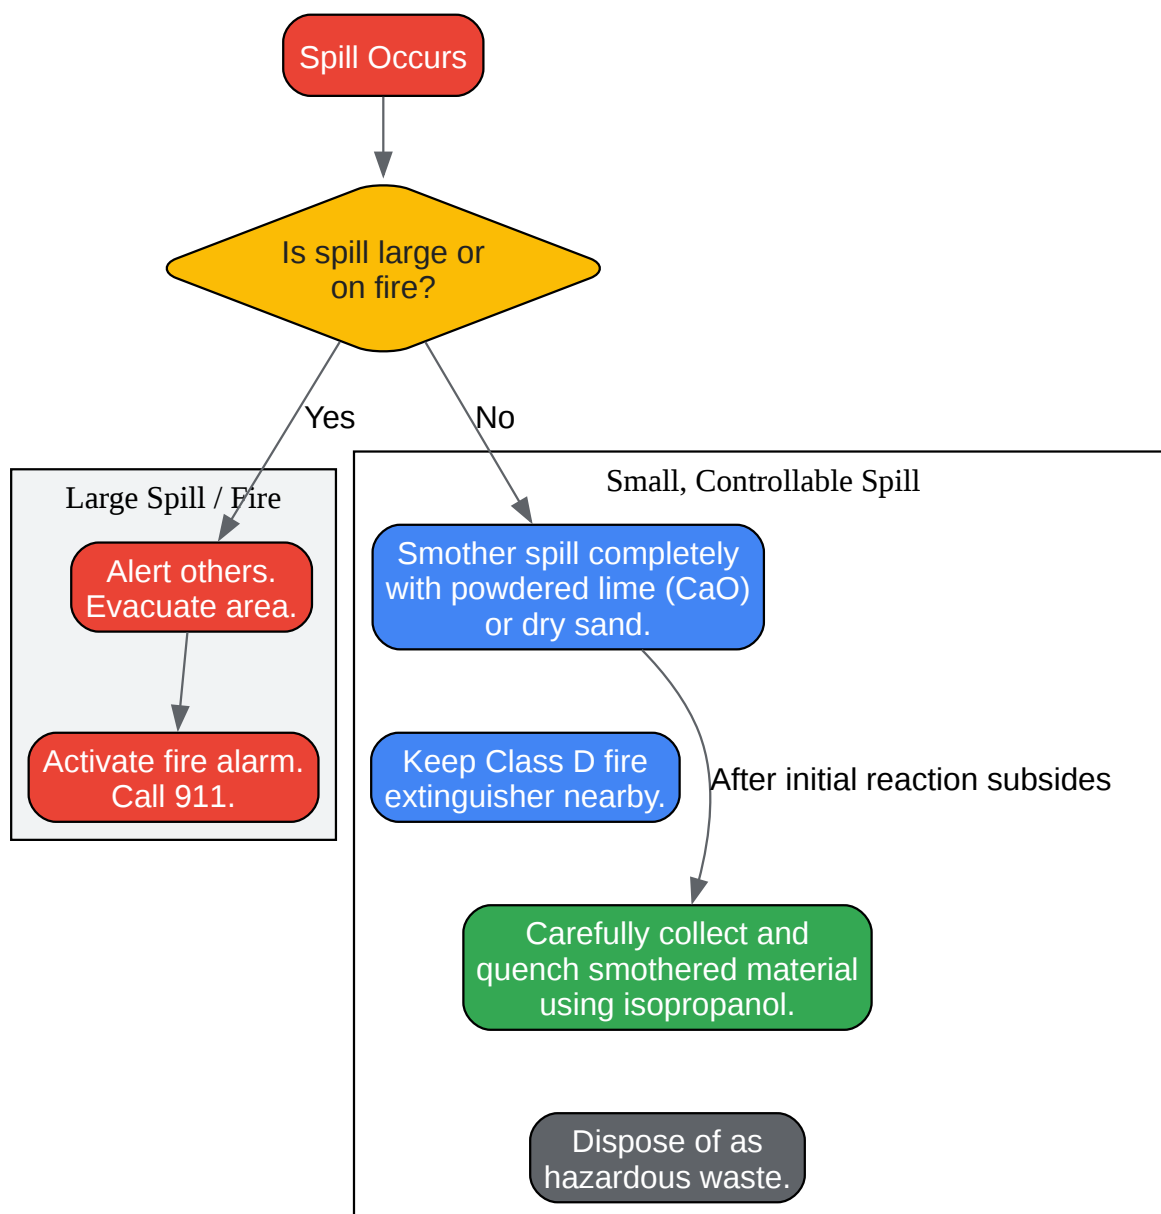 Spill Occurs
Is spill large or
on fire?
Yes
No
Large Spill / Fire
Alert others.
Evacuate area.
Activate fire alarm.
Call 911.
Small, Controllable Spill
Smother spill completely
with powdered lime (CaO)
or dry sand.
Keep Class D fire
extinguisher nearby.
After initial reaction subsides
Carefully collect and
quench smothered material
using isopropanol.
Dispose of as
hazardous waste.